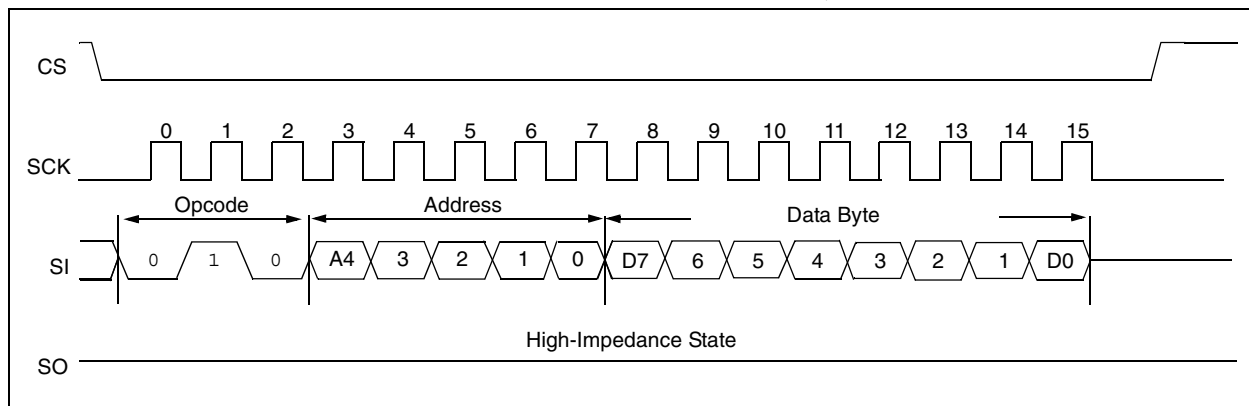 CS
0 1 2 3 4 5 6 7 8 9 10 11 12 13 14 15
SCK
Opcode Address Data Byte
SI 0 1 0 A4 3 2 1 0 D7 6 5 4 3 2 1 D0
High-Impedance State
SO